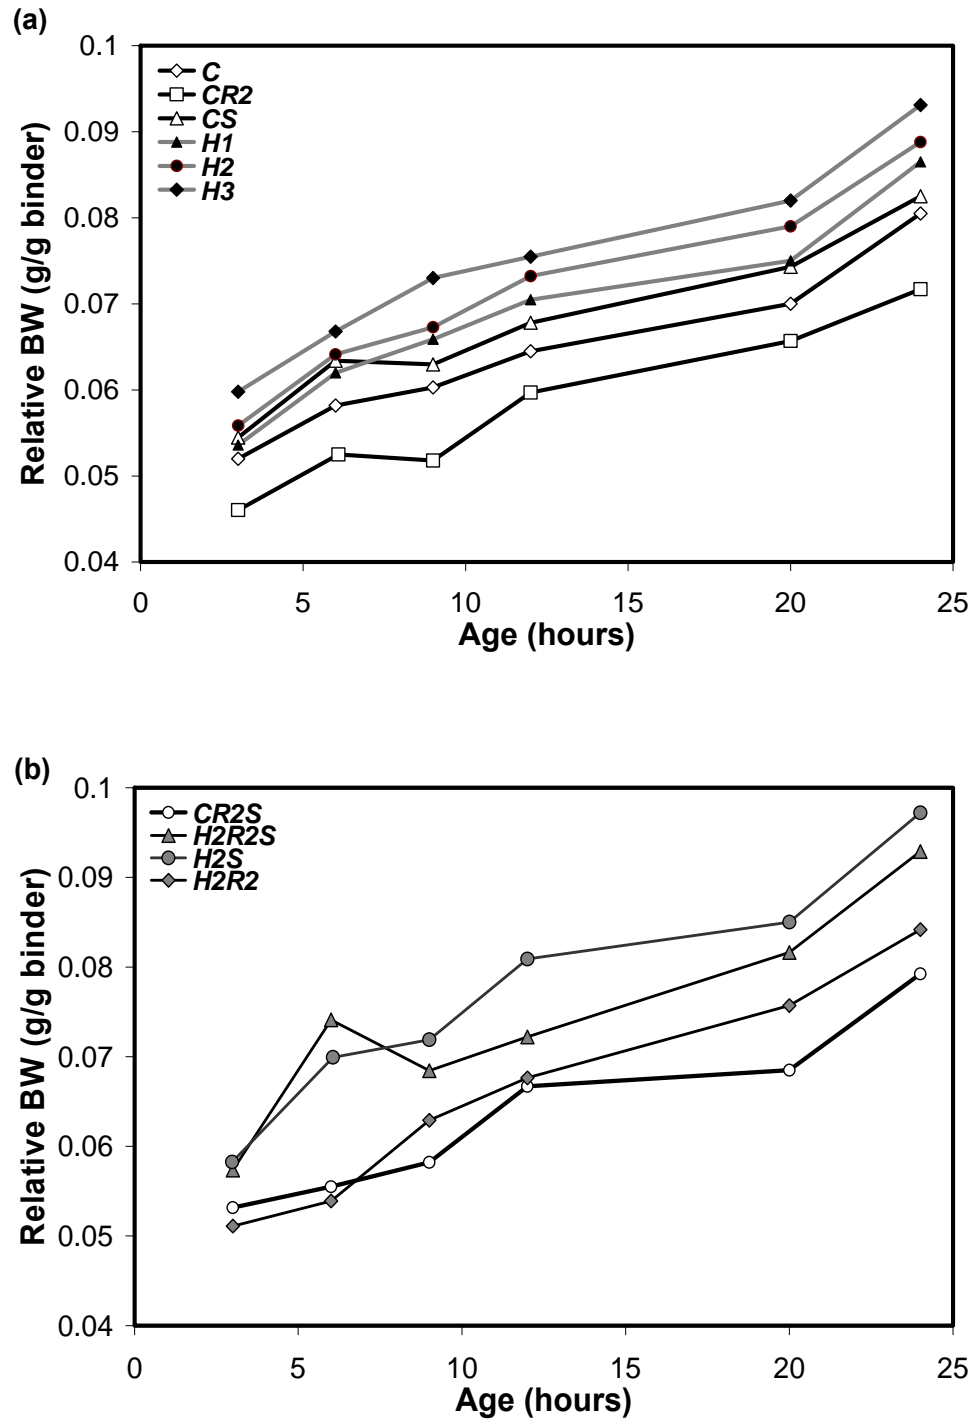 (a)
0.1
0.09
0.08
0.07
0.06
0.05
0.04
Relative BW (g/g binder)
C
CR2
CS
H1
H2
H3
0 5 10 15 20 25
Age (hours)
(b)
0.1
0.09
0.08
0.07
0.06
0.05
0.04
Relative BW (g/g binder)
CR2S
H2R2S
H2S
H2R2
0 5 10 15 20 25
Age (hours)